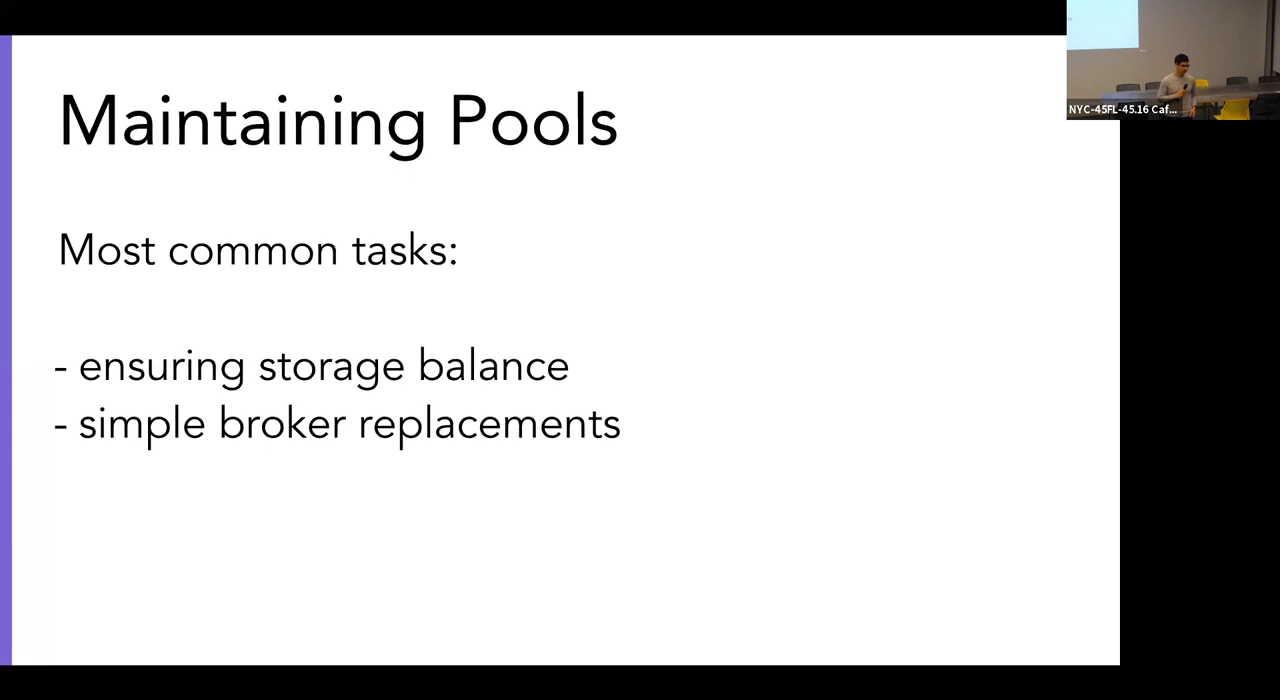 Maintaining Pools
Most common tasks:
- ensuring storage balance
- simple broker replacements
NYC-45FL-45.16 Caf...